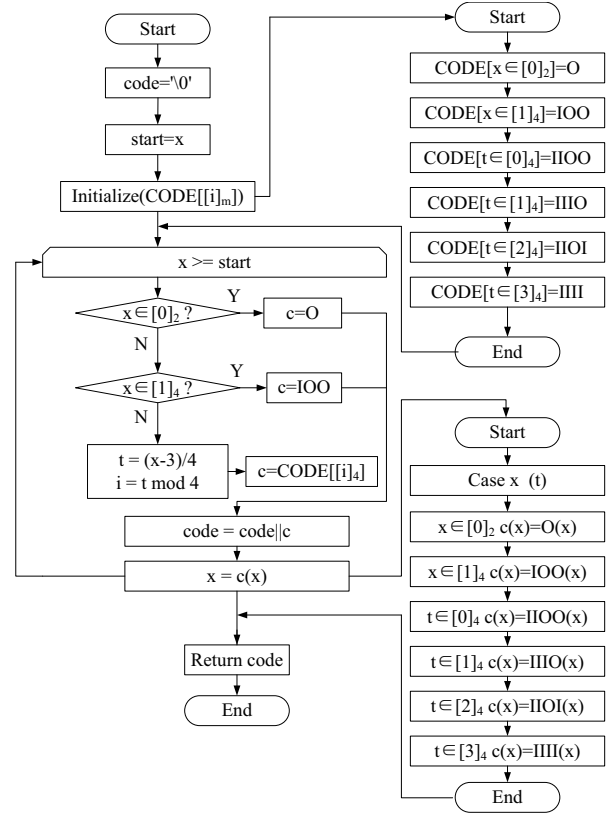 Start
code='\0'
start=x
Initialize(CODE[[i]ₘ])
x >= start
x∈[0]₂ ?
Y
c=O
N
x∈[1]₄ ?
Y
c=IOO
N
t = (x-3)/4
i = t mod 4
c=CODE[[i]₄]
code = code||c
x = c(x)
Return code
End
Start
CODE[x∈[0]₂]=O
CODE[x∈[1]₄]=IOO
CODE[t∈[0]₄]=IIOO
CODE[t∈[1]₄]=IIIO
CODE[t∈[2]₄]=IIOI
CODE[t∈[3]₄]=IIII
End
Start
Case x (t)
x∈[0]₂ c(x)=O(x)
x∈[1]₄ c(x)=IOO(x)
t∈[0]₄ c(x)=IIOO(x)
t∈[1]₄ c(x)=IIIO(x)
t∈[2]₄ c(x)=IIOI(x)
t∈[3]₄ c(x)=IIII(x)
End